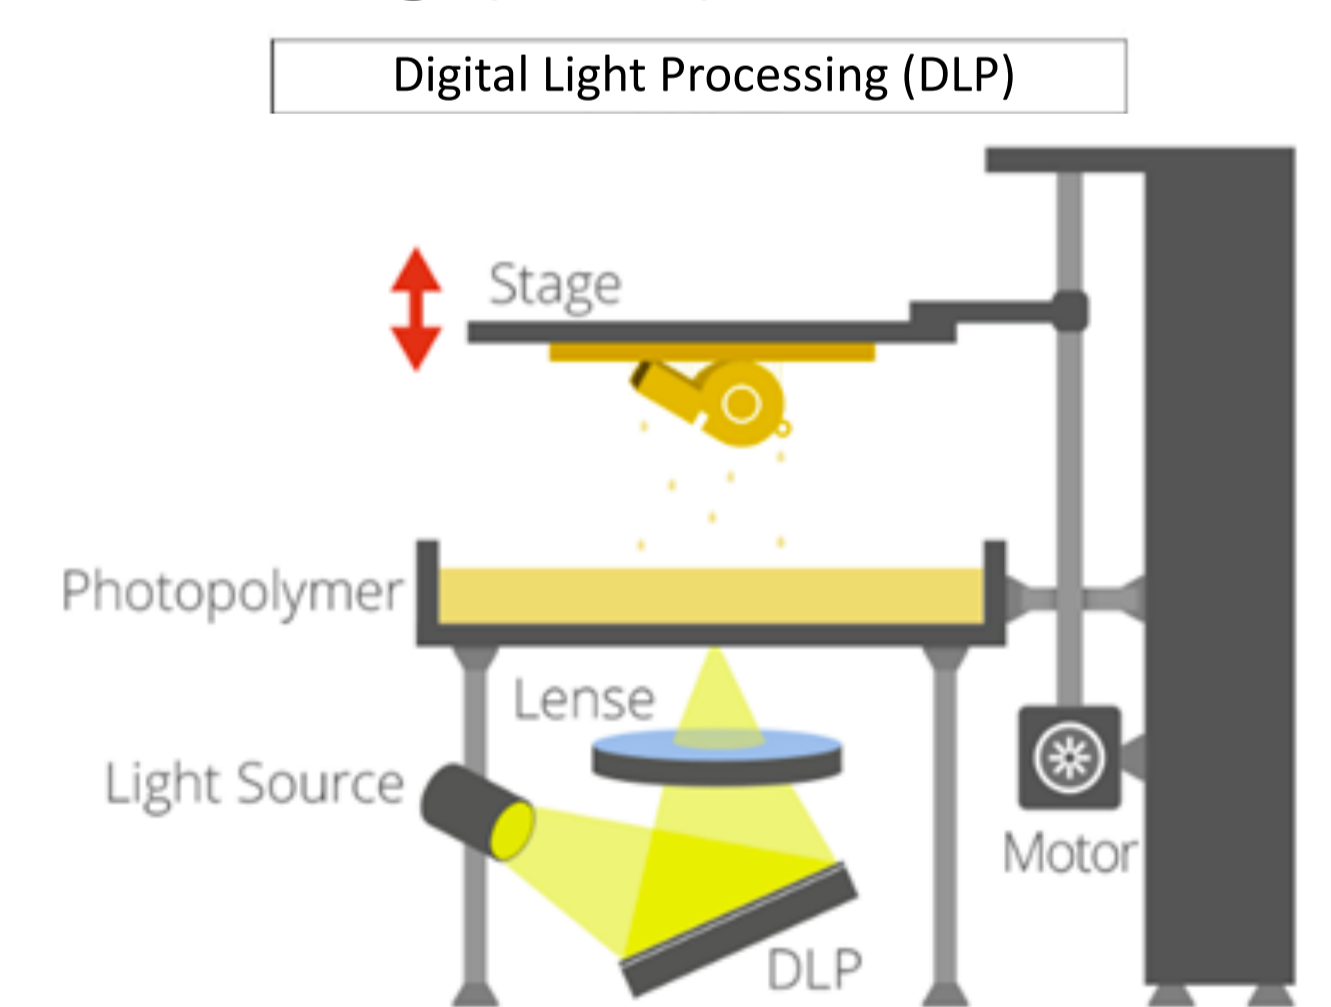 Digital Light Processing (DLP)
Stage
Photopolymer
Lense
Light Source
Motor
DLP